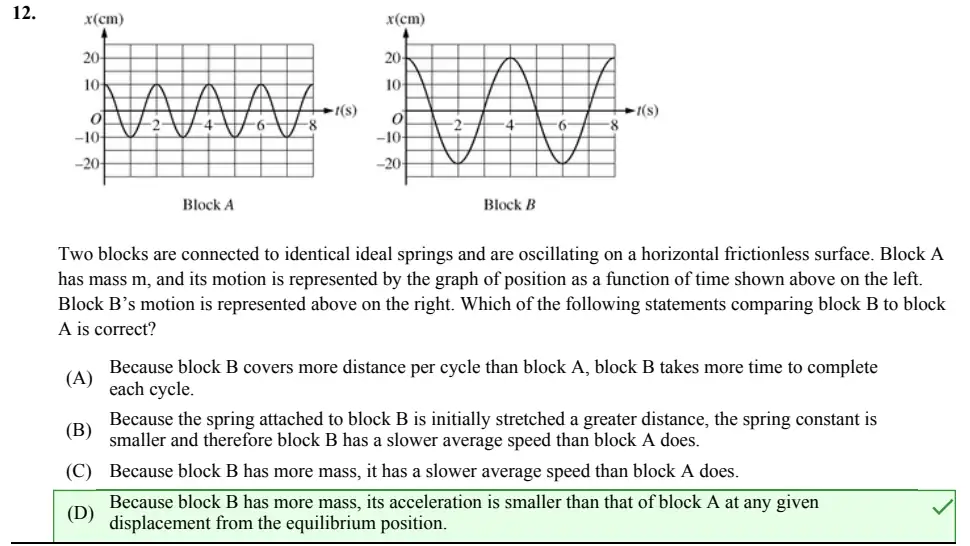 12.
x(cm)
20
10
O
-10
-20
2
4
6
8
t(s)
Block A
x(cm)
20
10
O
-10
-20
2
4
6
8
t(s)
Block B
Two blocks are connected to identical ideal springs and are oscillating on a horizontal frictionless surface. Block A
has mass m, and its motion is represented by the graph of position as a function of time shown above on the left.
Block B’s motion is represented above on the right. Which of the following statements comparing block B to block
A is correct?
(A) Because block B covers more distance per cycle than block A, block B takes more time to complete
each cycle.
(B) Because the spring attached to block B is initially stretched a greater distance, the spring constant is
smaller and therefore block B has a slower average speed than block A does.
(C) Because block B has more mass, it has a slower average speed than block A does.
(D) Because block B has more mass, its acceleration is smaller than that of block A at any given
displacement from the equilibrium position.